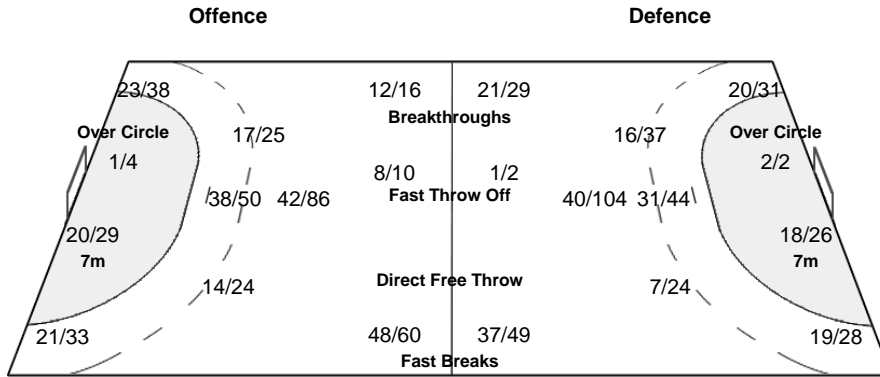 Offence Defence
23/38 12/16 21/29 20/31
Breakthroughs
Over Circle 17/25 16/37 Over Circle
1/4 8/10 1/2 2/2
38/50 42/86 Fast Throw Off 40/104 31/44
20/29 18/26
7m 7m
14/24 Direct Free Throw 7/24
21/33 48/60 37/49 19/28
Fast Breaks